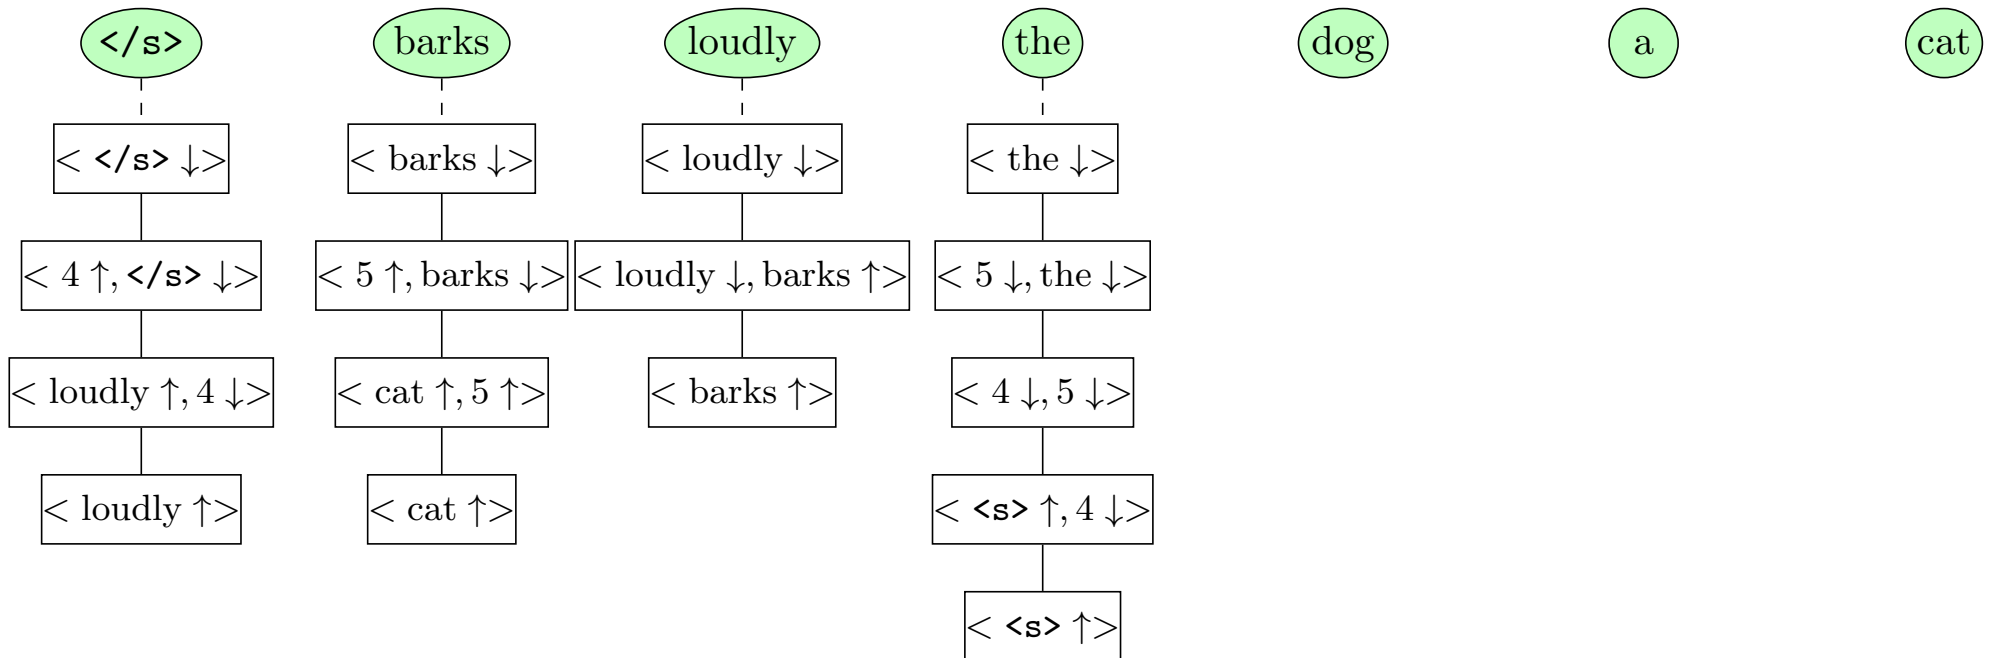 </s> barks loudly the dog a cat
< </s> ↓> < barks ↓> < loudly ↓> < the ↓>
< 4 ↑, </s> ↓> < 5 ↑, barks ↓> < loudly ↓, barks ↑> < 5 ↓, the ↓>
< loudly ↑, 4 ↓> < cat ↑, 5 ↑> < barks ↑> < 4 ↓, 5 ↓>
< loudly ↑> < cat ↑> < <s> ↑, 4 ↓>
< <s> ↑>